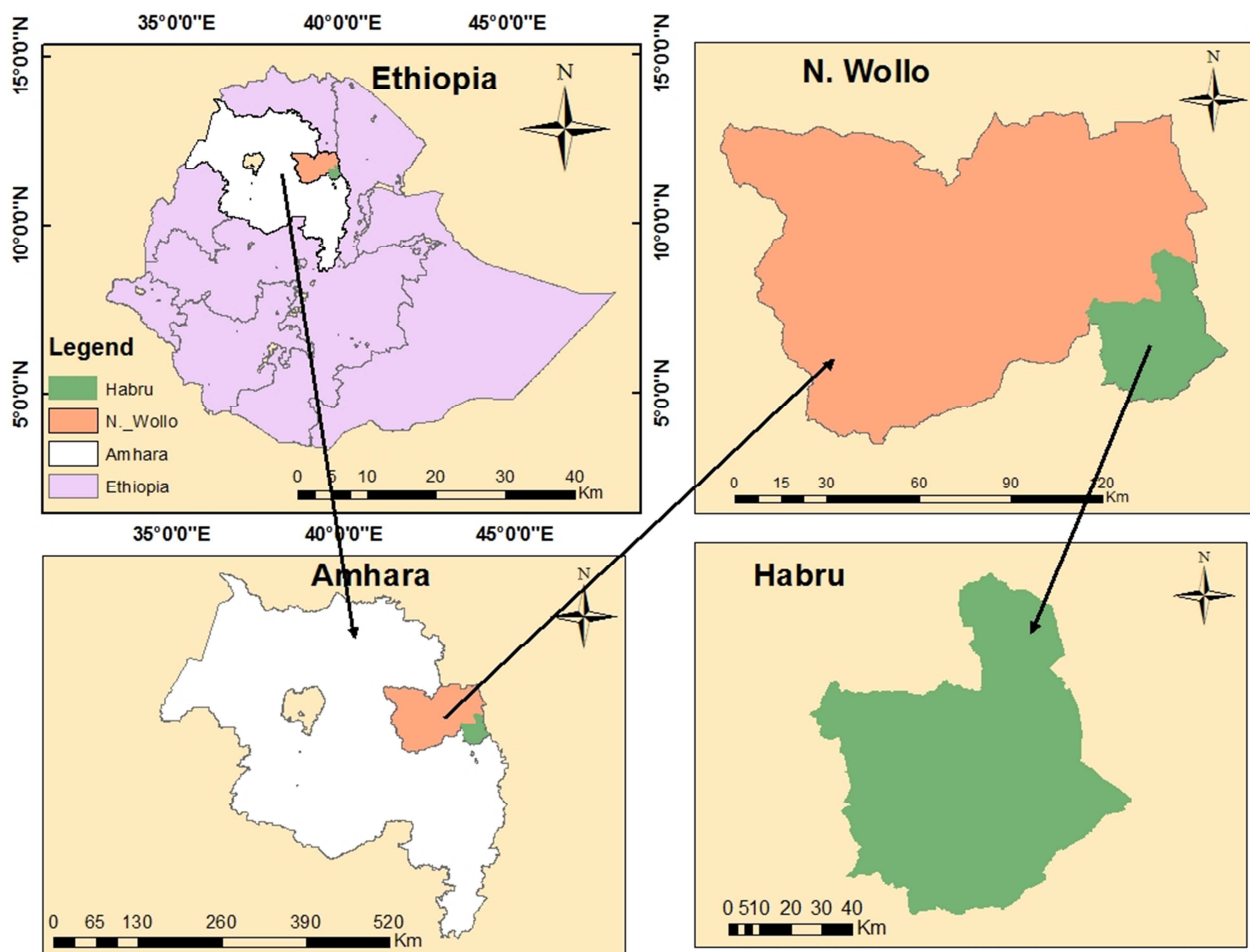 35°0'0"E 40°0'0"E 45°0'0"E
15°0'0"N
10°0'0"N
5°0'0"N
Ethiopia
N
Legend
Habru
N._Wollo
Amhara
Ethiopia
0 5 10 20 30 40
Km
35°0'0"E 40°0'0"E 45°0'0"E
15°0'0"N
10°0'0"N
5°0'0"N
N. Wollo
N
0 15 30 60 90 120
Km
Amhara
N
0 65 130 260 390 520
Km
Habru
N
0 510 20 30 40
Km